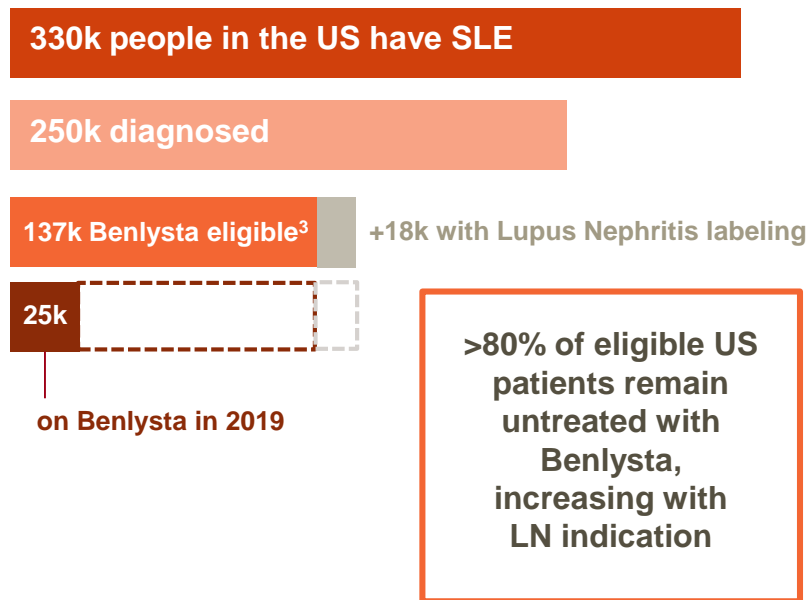 330k people in the US have SLE
250k diagnosed
137k Benlysta eligible³
+18k with Lupus Nephritis labeling
25k
on Benlysta in 2019
>80% of eligible US
patients remain
untreated with
Benlysta,
increasing with
LN indication